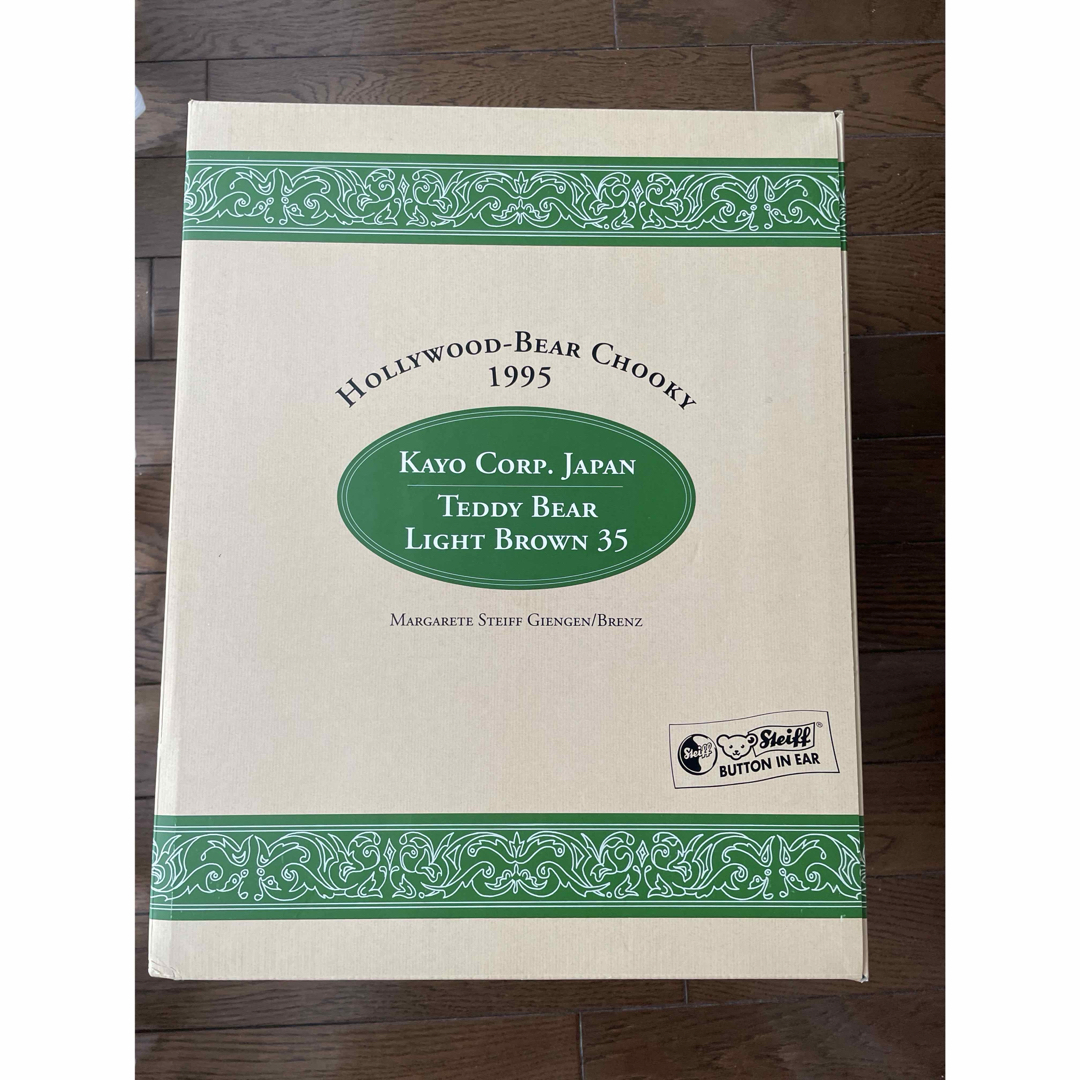 Hollywood-Bear Chooky
1995
Kayo Corp. Japan
Teddy Bear
Light Brown 35
Margarete Steiff Giengen/Brenz
Steiff Steiff®
BUTTON IN EAR